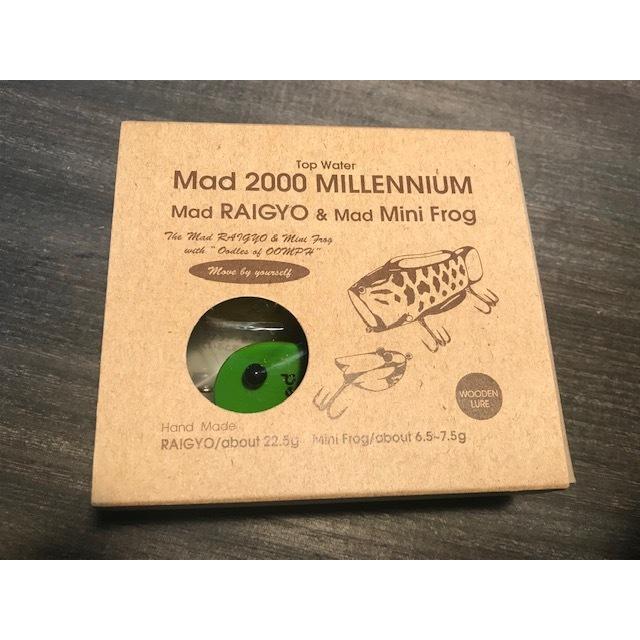 Top Water
Mad 2000 MILLENNIUM
Mad RAIGYO & Mad Mini Frog
The Mad RAIGYO & Mini Frog
with "Oodles of OOMPH"
Move by yourself
WOODEN
LURE
Hand Made
RAIGYO/about 22.5g Mini Frog/about 6.5~7.5g